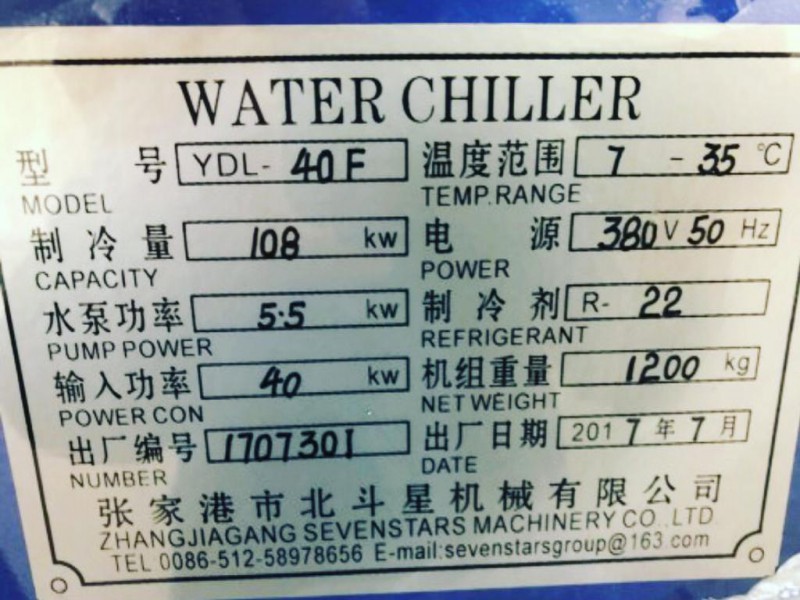 WATER CHILLER
型 号 YDL- 40F 温度范围 7 - 35 ℃
MODEL TEMP.RANGE
制冷量 108 kw 电 源 380V 50 Hz
CAPACITY POWER
水泵功率 5.5 kw 制冷剂 R- 22
PUMP POWER REFRIGERANT
输入功率 40 kw 机组重量 1200 kg
POWER CON NET WEIGHT
出厂编号 1707301 出厂日期 2017年7月
NUMBER DATE
张家港市北斗星机械有限公司
ZHANGJIAGANG SEVENSTARS MACHINERY CO.,LTD
TEL 0086-512-58978656 E-mail:sevenstarsgroup@163.com